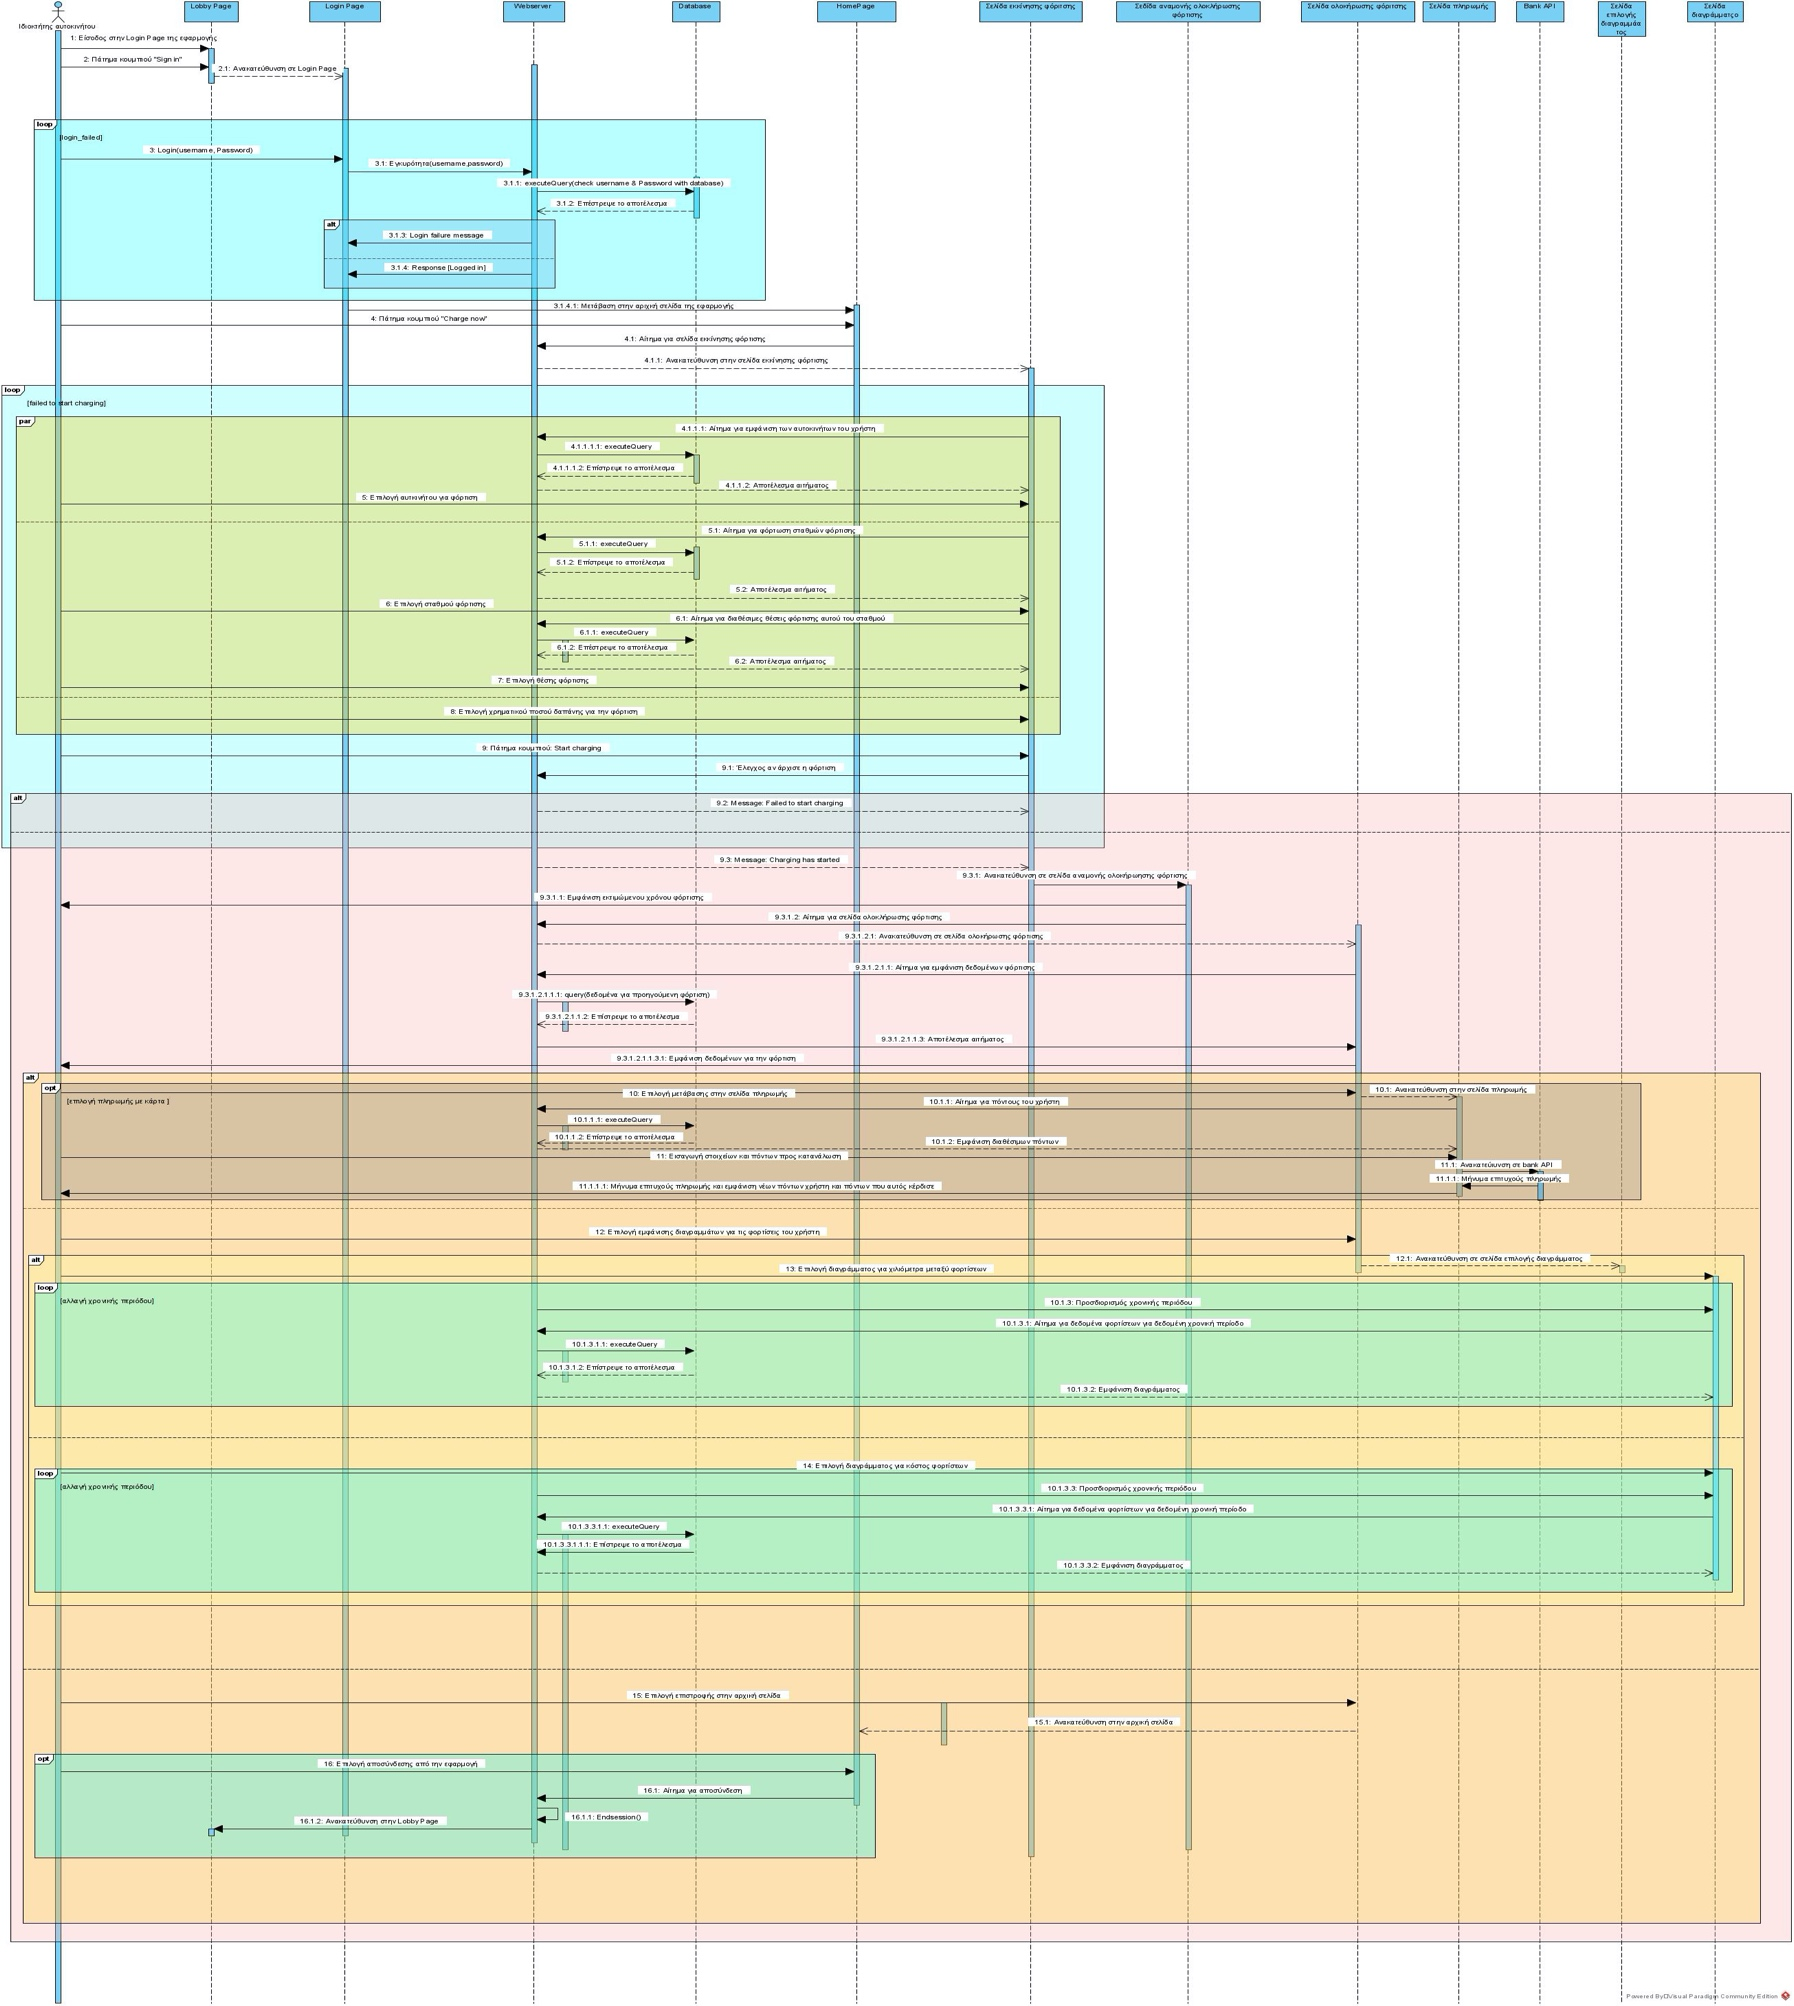 Lobby Page
Login Page
Webserver
Database
HomePage
Σελίδα εκκίνησης φόρτισης
Σεδίδα αναμονής ολοκλήρωσης
φόρτισης
Σελίδα ολοκήρωσης φόρτισης
Σελίδα πληρωμής
Bank API
Σελίδα
επιλογής
διαγραμμάα
τος
Σελίδα
διαγράμματςο
Ιδιοκτήτης αυτοκινήτου
1: Είσοδος στην Login Page της εφαρμογής
2: Πάτημα κουμπιού "Sign in"
2.1: Ανακατεύθυνση σε Login Page
loop
[login_failed]
3: Login(username, Password)
3.1: Εγκυρότητα(username,password)
3.1.1: executeQuery(check username & Password with database)
3.1.2: Επέστρεψε το αποτέλεσμα
alt
3.1.3: Login failure message
3.1.4: Response [Logged in]
3.1.4.1: Μετάβαση στην αριχική σελίδα της εφαρμογής
4: Πάτημα κουμπιού "Charge now"
4.1: Αίτημα για σελίδα εκκίνησης φόρτισης
4.1.1: Ανακατεύθυνση στην σελίδα εκκίνησης φόρτισης
loop
[failed to start charging]
par
4.1.1.1: Αίτημα για εμφάνιση των αυτοκινήτων του χρήστη
4.1.1.1.1: executeQuery
4.1.1.1.2: Επίστρεψε το αποτέλεσμα
4.1.1.2: Αποτέλεσμα αιτήματος
5: Επιλογή αυτκινήτου για φόρτιση
5.1: Αίτημα για φόρτωση σταθμών φόρτισης
5.1.1: executeQuery
5.1.2: Επίστρεψε το αποτέλεσμα
5.2: Αποτέλεσμα αιτήματος
6: Επιλογή σταθμού φόρτισης
6.1: Αίτημα για διαθέσιμες θέσεις φόρτισης αυτού του σταθμού
6.1.1: executeQuery
6.1.2: Επέστρεψε το αποτέλεσμα
6.2: Αποτέλεσμα αιτήματος
7: Επιλογή θέσης φόρτισης
8: Επιλογή χρηματικού ποσού δαπάνης για την φόρτιση
9: Πάτημα κουμπιού: Start charging
9.1: Έλεγχος αν άρχισε η φόρτιση
alt
9.2: Message: Failed to start charging
9.3: Message: Charging has started
9.3.1: Ανακατεύθυνση σε σελίδα αναμονής ολοκήρωησης φόρτισης
9.3.1.1: Εμφάνιση εκτιμώμενου χρόνου φόρτισης
9.3.1.2: Αίτημα για σελίδα ολοκλήρωσης φόρτισης
9.3.1.2.1: Ανακατεύθυνση σε σελίδα ολοκήρωσης φόρτισης
9.3.1.2.1.1: Αίτημα για εμφάνιση δεδομένων φόρτισης
9.3.1.2.1.1.1: query(δεδομένα για προηγούμενη φόρτιση)
9.3.1.2.1.1.2: Επίστρεψε το αποτέλεσμα
9.3.1.2.1.1.3: Αποτέλεσμα αιτήματος
9.3.1.2.1.1.3.1: Εμφάνιση δεδομένων για την φόρτιση
alt
opt
[επιλογή πληρωμής με κάρτα ]
10: Επιλογή μετάβασης στην σελίδα πληρωμής
10.1: Ανακατεύθυνση στην σελίδα πληρωμής
10.1.1: Αίτημα για πόντους του χρήστη
10.1.1.1: executeQuery
10.1.1.2: Επίστρεψε το αποτέλεσμα
10.1.2: Εμφάνιση διαθέσιμων πόντων
11: Εισαγωγή στοιχείων και πόντων προς κατανάλωση
11.1: Ανακατεύιυνση σε bank API
11.1.1: Μήνυμα επιτυχούς πληρωμής
11.1.1.1: Μήνυμα επιτυχούς πληρωμής και εμφάνιση νέων πόντων χρήστη και πόντων που αυτός κέρδισε
12: Επιλογή εμφάνισης διαγραμμάτων για τις φορτίσεις του χρήστη
alt
12.1: Ανακατεύθυνση σε σελίδα επιλογής διαγράμματος
13: Επιλογή διαγράμματος για χιλιόμετρα μεταξύ φορτίσεων
loop
[αλλαγή χρονικής περιόδου]
10.1.3: Προσδιορισμός χρονικής περιόδου
10.1.3.1: Αίτημα για δεδομένα φορτίσεων για δεδομένη χρονική περίοδο
10.1.3.1.1: executeQuery
10.1.3.1.2: Επίστρεψε το αποτέλεσμα
10.1.3.2: Εμφάνιση διαγράμματος
14: Επιλογή διαγράμματος για κόστος φορτίσεων
loop
[αλλαγή χρονικής περιόδου]
10.1.3.3: Προσδιορισμός χρονικής περιόδου
10.1.3.3.1: Αίτημα για δεδομένα φορτίσεων για δεδομένη χρονική περίοδο
10.1.3.3.1.1: executeQuery
10.1.3.3.1.1.1: Επίστρεψε το αποτέλεσμα
10.1.3.3.2: Εμφάνιση διαγράμματος
15: Επιλογή επιστροφής στην αρχική σελίδα
15.1: Ανακατεύθυνση στην αρχική σελίδα
opt
16: Επιλογή αποσύνδεσης από την εφαρμογή
16.1: Αίτημα για αποσύνδεση
16.1.1: Endsession()
16.1.2: Ανακατεύθυνση στην Lobby Page
Powered By Visual Paradigm Community Edition